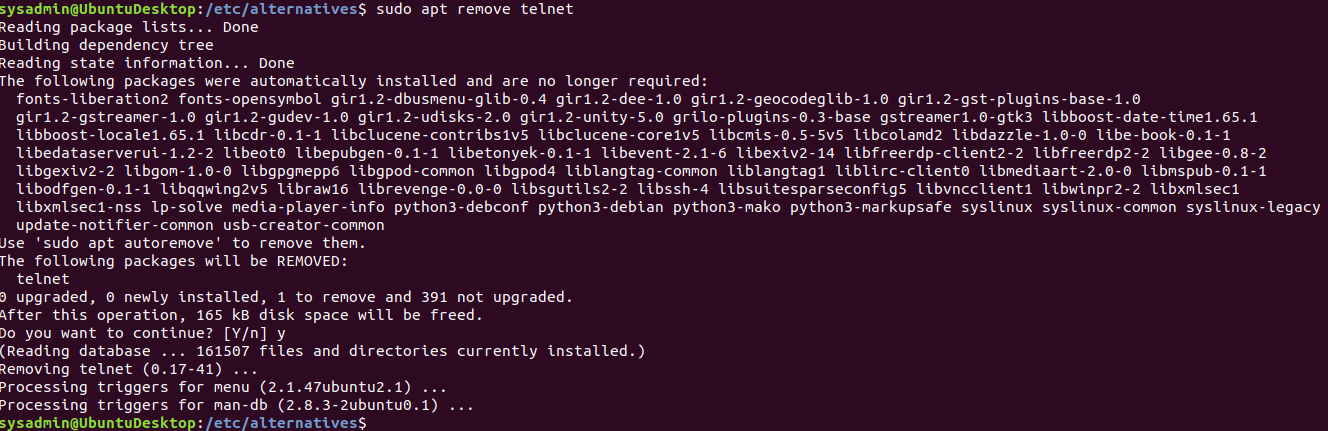 sysadmin@UbuntuDesktop:/etc/alternatives$ sudo apt remove telnet
Reading package lists... Done
Building dependency tree
Reading state information... Done
The following packages were automatically installed and are no longer required:
  fonts-liberation2 fonts-opensymbol gir1.2-dbusmenu-glib-0.4 gir1.2-dee-1.0 gir1.2-geocodeglib-1.0 gir1.2-gst-plugins-base-1.0
  gir1.2-gstreamer-1.0 gir1.2-gudev-1.0 gir1.2-udisks-2.0 gir1.2-unity-5.0 grilo-plugins-0.3-base gstreamer1.0-gtk3 libboost-date-time1.65.1
  libboost-locale1.65.1 libcdr-0.1-1 libclucene-contribs1v5 libclucene-core1v5 libcmis-0.5-5v5 libcolamd2 libdazzle-1.0-0 libe-book-0.1-1
  libedataserverui-1.2-2 libeot0 libepubgen-0.1-1 libetonyek-0.1-1 libevent-2.1-6 libexiv2-14 libfreerdp-client2-2 libfreerdp2-2 libgee-0.8-2
  libgexiv2-2 libgom-1.0-0 libgpgmepp6 libgpod-common libgpod4 liblangtag-common liblangtag1 liblirc-client0 libmediaart-2.0-0 libmspub-0.1-1
  libodfgen-0.1-1 libqqwing2v5 libraw16 librevenge-0.0-0 libsgutils2-2 libssh-4 libsuitesparseconfig5 libvncclient1 libwinpr2-2 libxmlsec1
  libxmlsec1-nss lp-solve media-player-info python3-debconf python3-debian python3-mako python3-markupsafe syslinux syslinux-common syslinux-legacy
  update-notifier-common usb-creator-common
Use 'sudo apt autoremove' to remove them.
The following packages will be REMOVED:
  telnet
0 upgraded, 0 newly installed, 1 to remove and 391 not upgraded.
After this operation, 165 kB disk space will be freed.
Do you want to continue? [Y/n] y
(Reading database ... 161507 files and directories currently installed.)
Removing telnet (0.17-41) ...
Processing triggers for menu (2.1.47ubuntu2.1) ...
Processing triggers for man-db (2.8.3-2ubuntu0.1) ...
sysadmin@UbuntuDesktop:/etc/alternatives$